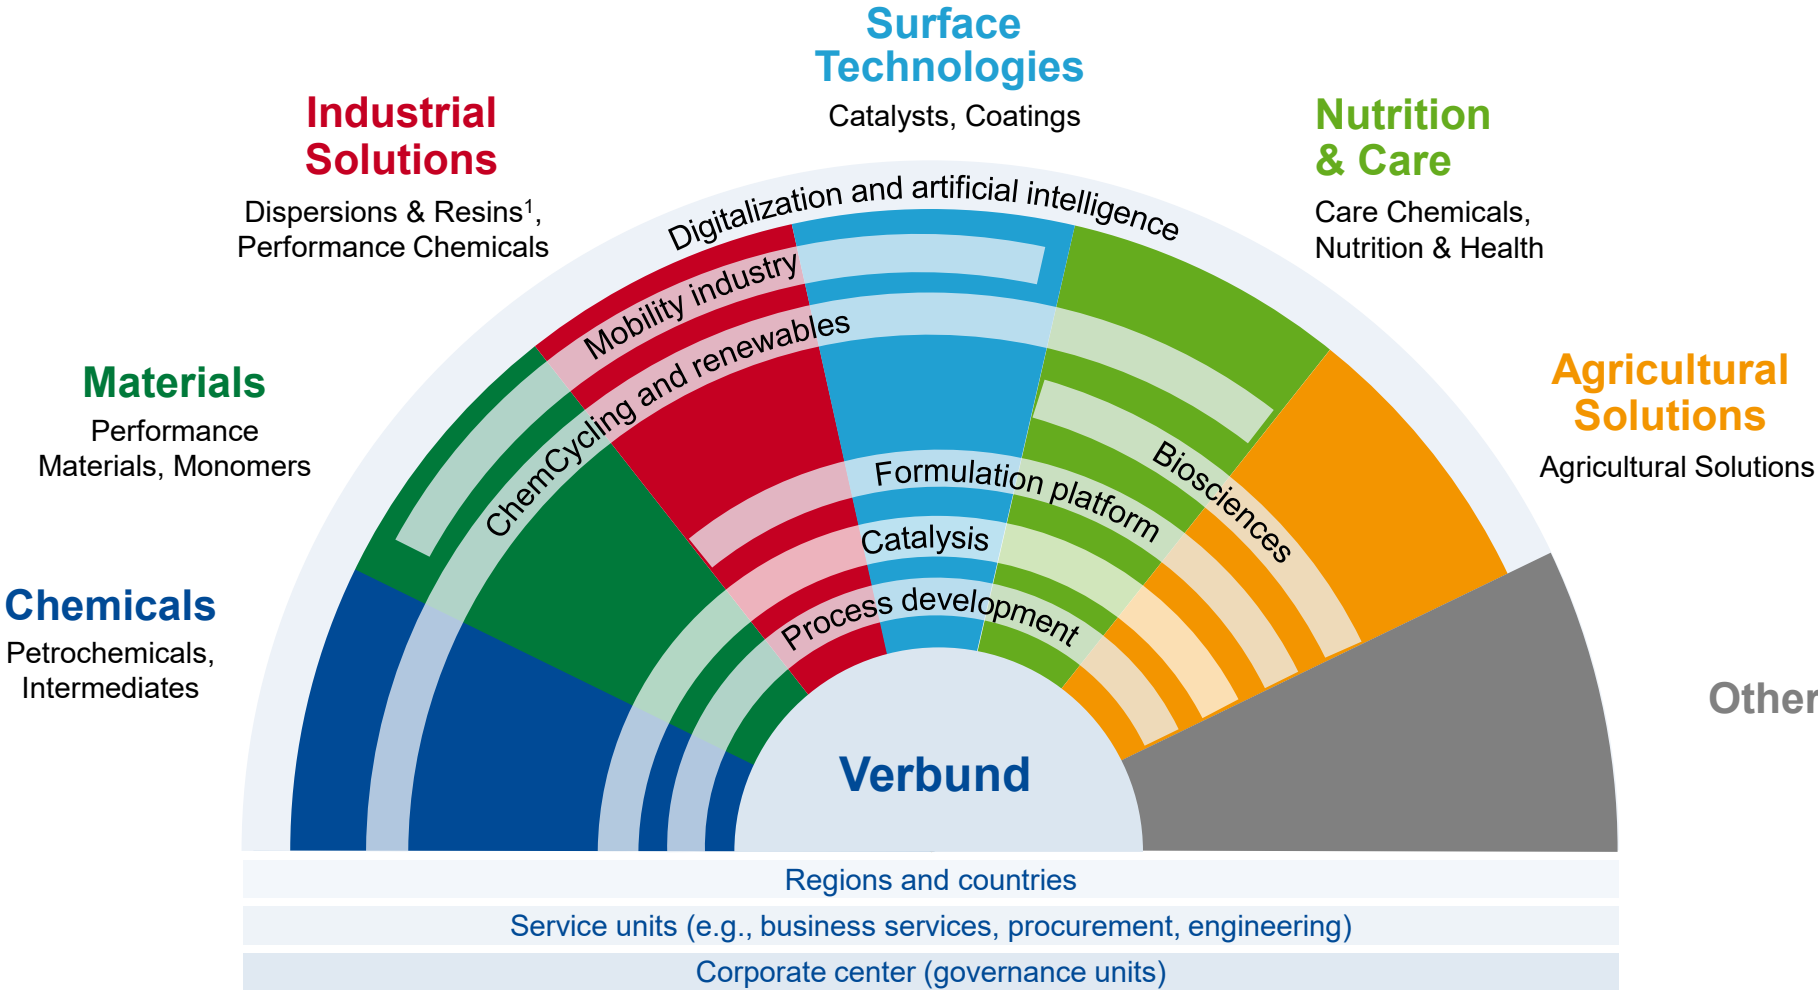 Surface
Technologies
Catalysts, Coatings
Industrial
Solutions
Dispersions & Resins¹,
Performance Chemicals
Nutrition
& Care
Care Chemicals,
Nutrition & Health
Materials
Performance
Materials, Monomers
Agricultural
Solutions
Agricultural Solutions
Chemicals
Petrochemicals,
Intermediates
Other
Digitalization and artificial intelligence
Mobility industry
ChemCycling and renewables
Biosciences
Formulation platform
Catalysis
Process development
Verbund
Regions and countries
Service units (e.g., business services, procurement, engineering)
Corporate center (governance units)